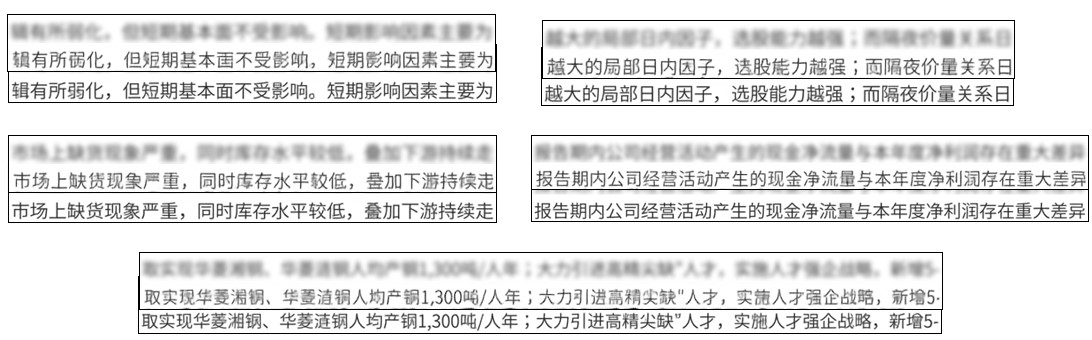 辑有所弱化，但短期基本面不受影响。短期影响因素主要为
辑有所弱化，但短期基本面不受影响，短期影响因素主要为
辑有所弱化，但短期基本面不受影响。短期影响因素主要为
越大的局部日内因子，选股能力越强；而隔夜价量关系日
越大的局部日内因子，选股能力越强；而隔夜价量关系日
越大的局部日内因子，选股能力越强；而隔夜价量关系日
市场上缺货现象严重，同时库存水平较低，叠加下游持续走
市场上缺货现象严重，同时库存水平较低，叠加下游持续走
市场上缺货现象严重，同时库存水平较低，叠加下游持续走
报告期内公司经营活动产生的现金净流量与本年度净利润存在重大差异
报告期内公司经营活动产生的现金净流量与本年度净利润存在重大差异
报告期内公司经营活动产生的现金净流量与本年度净利润存在重大差异
取实现华菱湘钢、华菱涟钢人均产钢1,300吨/人年；大力引进高精尖缺"人才，实施人才强企战略，新增5-
取实现华菱湘钢、华菱涟钢人均产钢1,300吨/人年；大力引进高精尖缺"人才，实施人才强企战略，新增5-
取实现华菱湘钢、华菱涟钢人均产钢1,300吨/人年；大力引进高精尖缺”人才，实施人才强企战略，新增5-